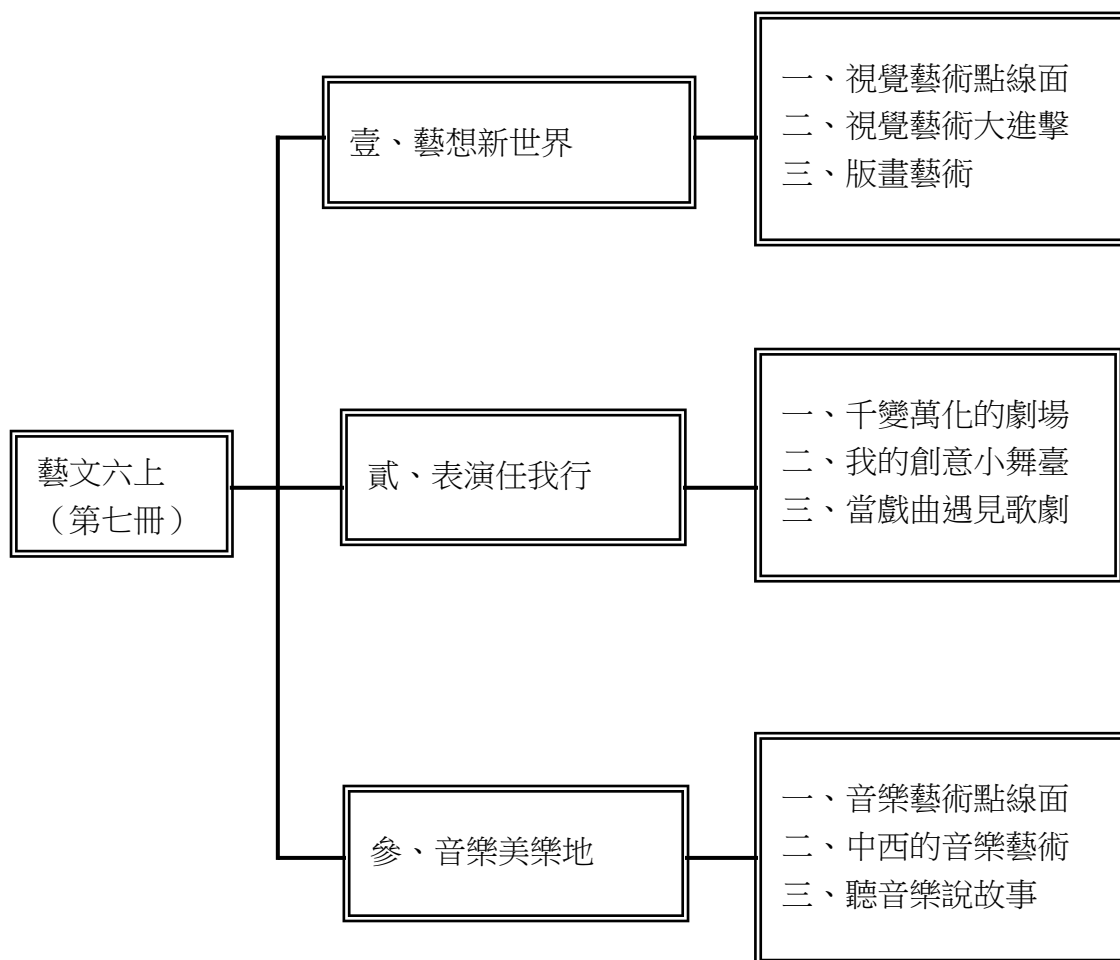 壹、藝想新世界
一、視覺藝術點線面
二、視覺藝術大進擊
三、版畫藝術
藝文六上
（第七冊）
貳、表演任我行
一、千變萬化的劇場
二、我的創意小舞臺
三、當戲曲遇見歌劇
參、音樂美樂地
一、音樂藝術點線面
二、中西的音樂藝術
三、聽音樂說故事